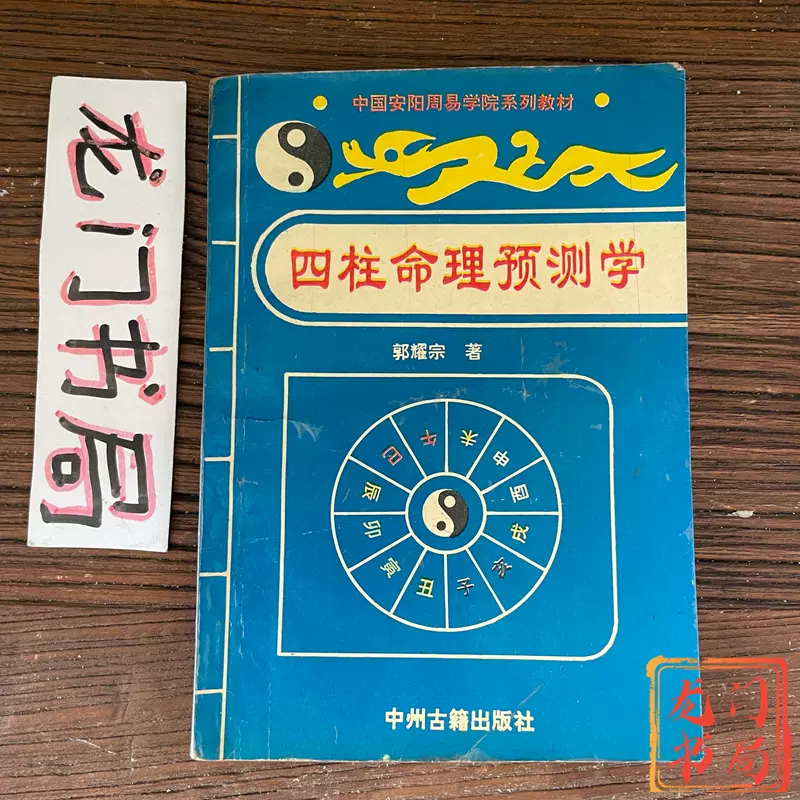 龙门书局
中国安阳周易学院系列教材
四柱命理预测学
郭耀宗 著
午
未
申
酉
戌
亥
子
丑
寅
卯
辰
巳
中州古籍出版社
龙门
书局